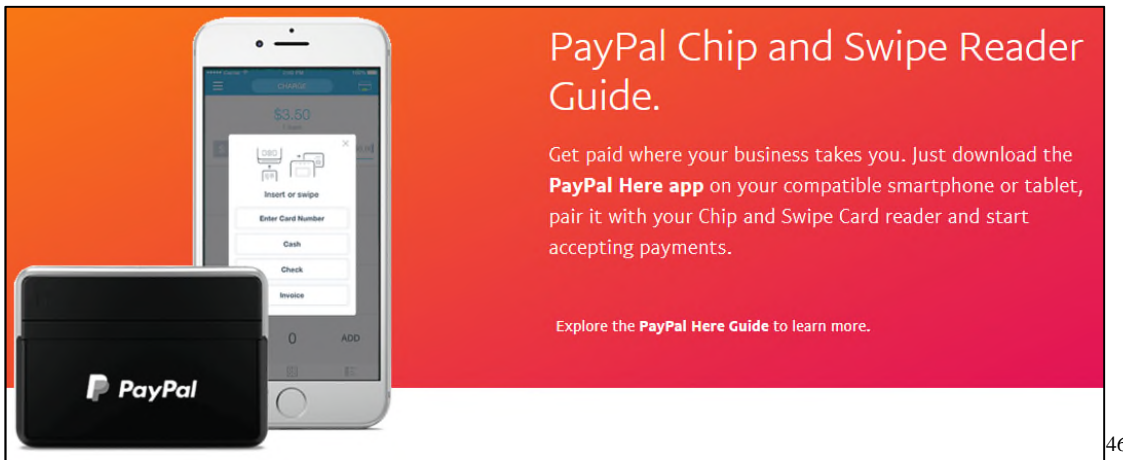 PayPal Chip and Swipe Reader
Guide.
Get paid where your business takes you. Just download the
PayPal Here app on your compatible smartphone or tablet,
pair it with your Chip and Swipe Card reader and start
accepting payments.
Explore the PayPal Here Guide to learn more.
CHARGE
$3.50
Insert or swipe
Enter Card Number
Cash
Check
Invoice
0 ADD
PayPal
46